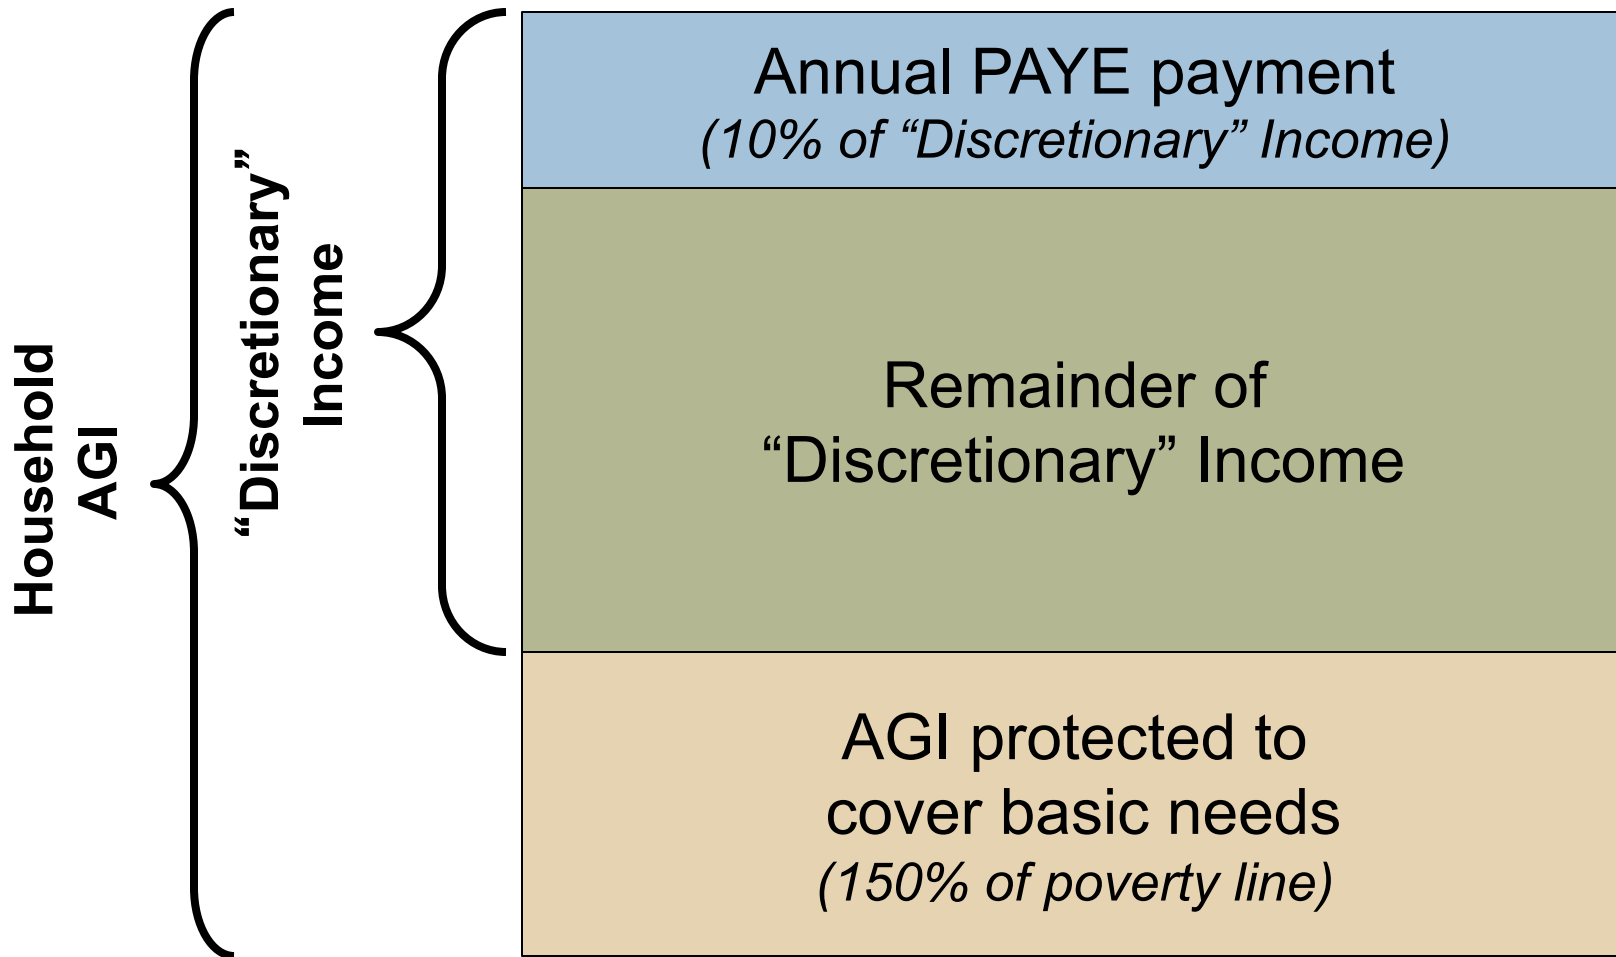 Household
AGI
“Discretionary”
Income
Annual PAYE payment
(10% of “Discretionary” Income)
Remainder of
“Discretionary” Income
AGI protected to
cover basic needs
(150% of poverty line)